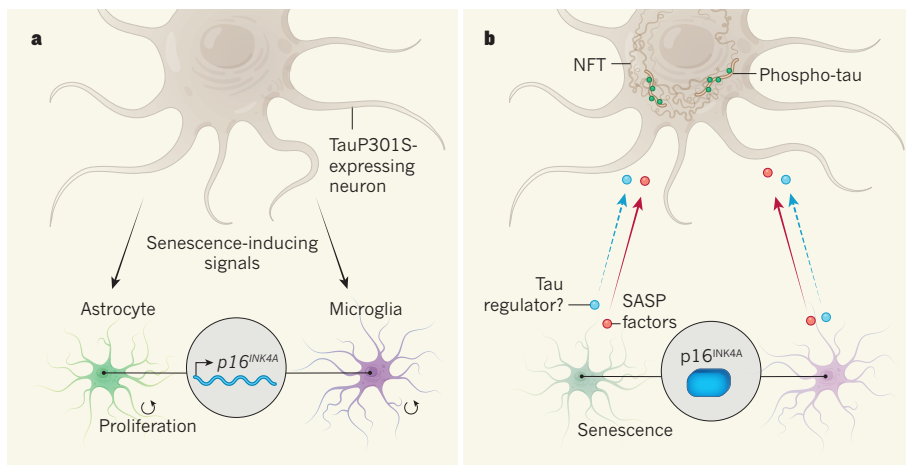 a
TauP301S-
expressing
neuron
Senescence-inducing
signals
Astrocyte
Microglia
p16INK4A
Proliferation
b
NFT
Phospho-tau
Tau
regulator?
SASP
factors
p16INK4A
Senescence